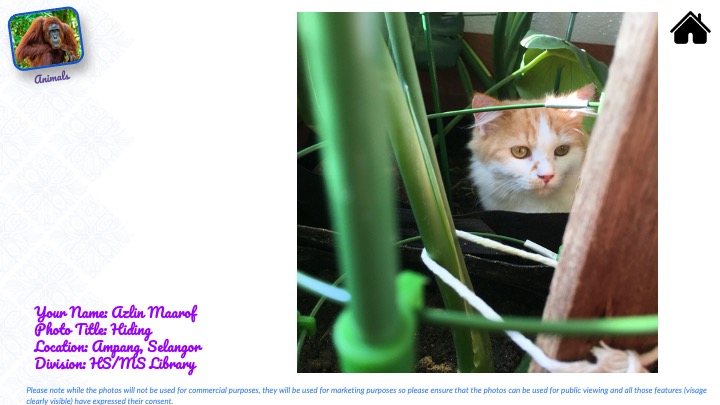 Animals
Your Name: Azlin Maarof
Photo Title: Hiding
Location: Ampang, Selangor
Division: HS/MS Library
Please note while the photos will not be used for commercial purposes, they will be used for marketing purposes so please ensure that the photos can be used for public viewing and all those features (visage
clearly visible) have expressed their consent.